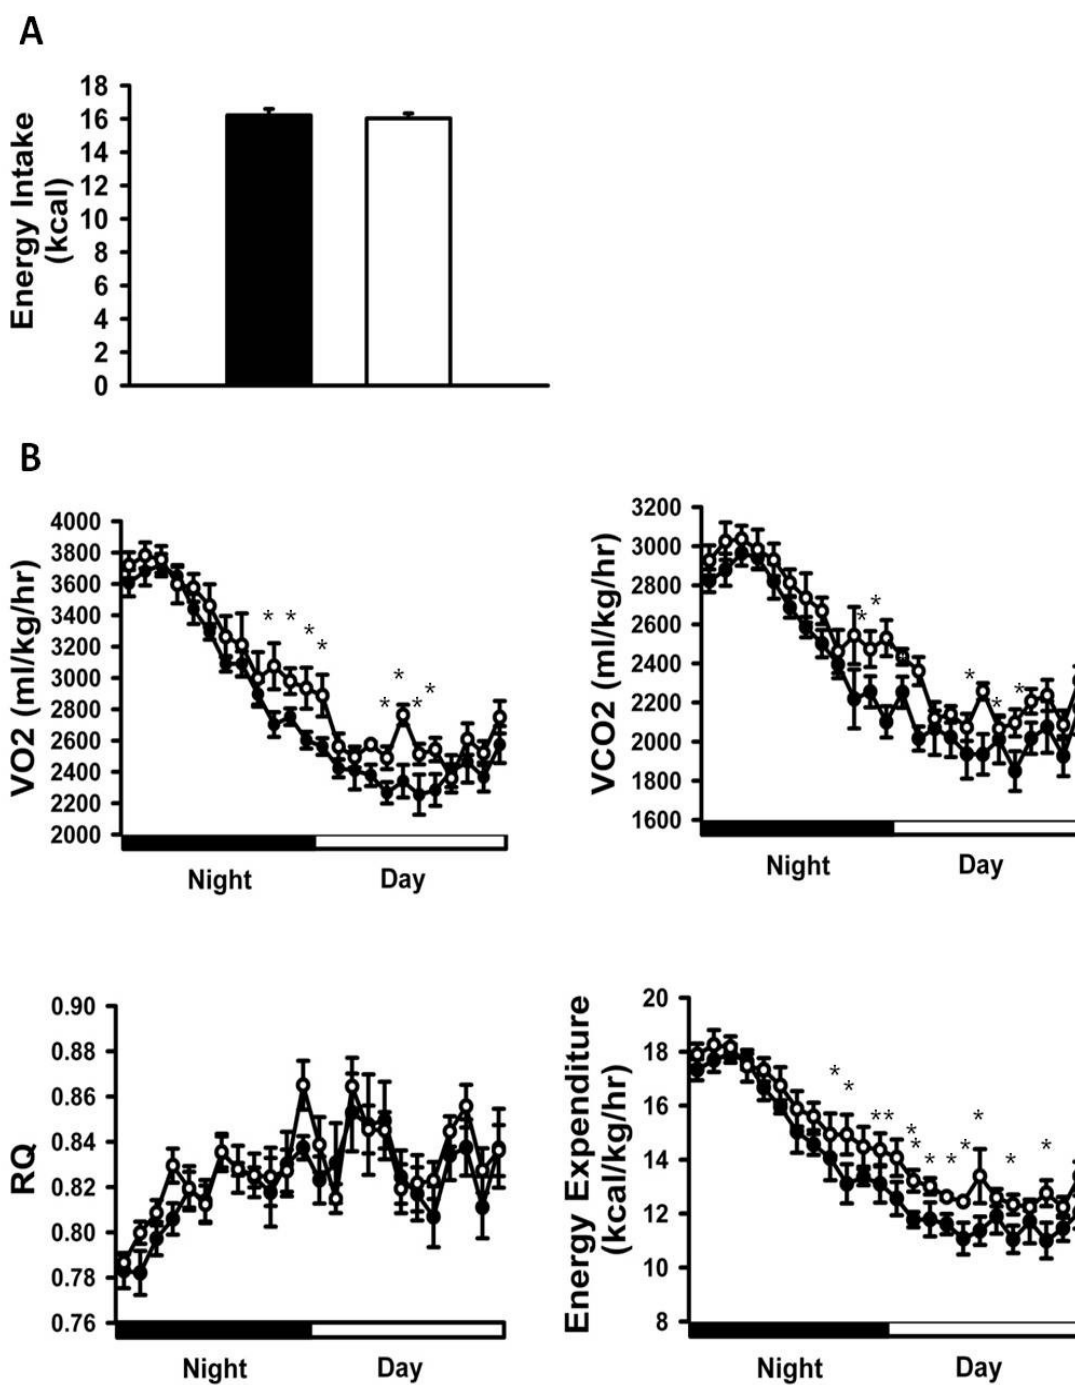 A
Energy Intake
(kcal)
18
16
14
12
10
8
6
4
2
0
B
VO2 (ml/kg/hr)
4000
3800
3600
3400
3200
3000
2800
2600
2400
2200
2000
* * * *
* * * *
Night Day
VCO2 (ml/kg/hr)
3200
3000
2800
2600
2400
2200
2000
1800
1600
* *
* * *
Night Day
RQ
0.90
0.88
0.86
0.84
0.82
0.80
0.78
0.76
Night Day
Energy Expenditure
(kcal/kg/hr)
20
18
16
14
12
10
8
* * ** * * * * * * * *
Night Day